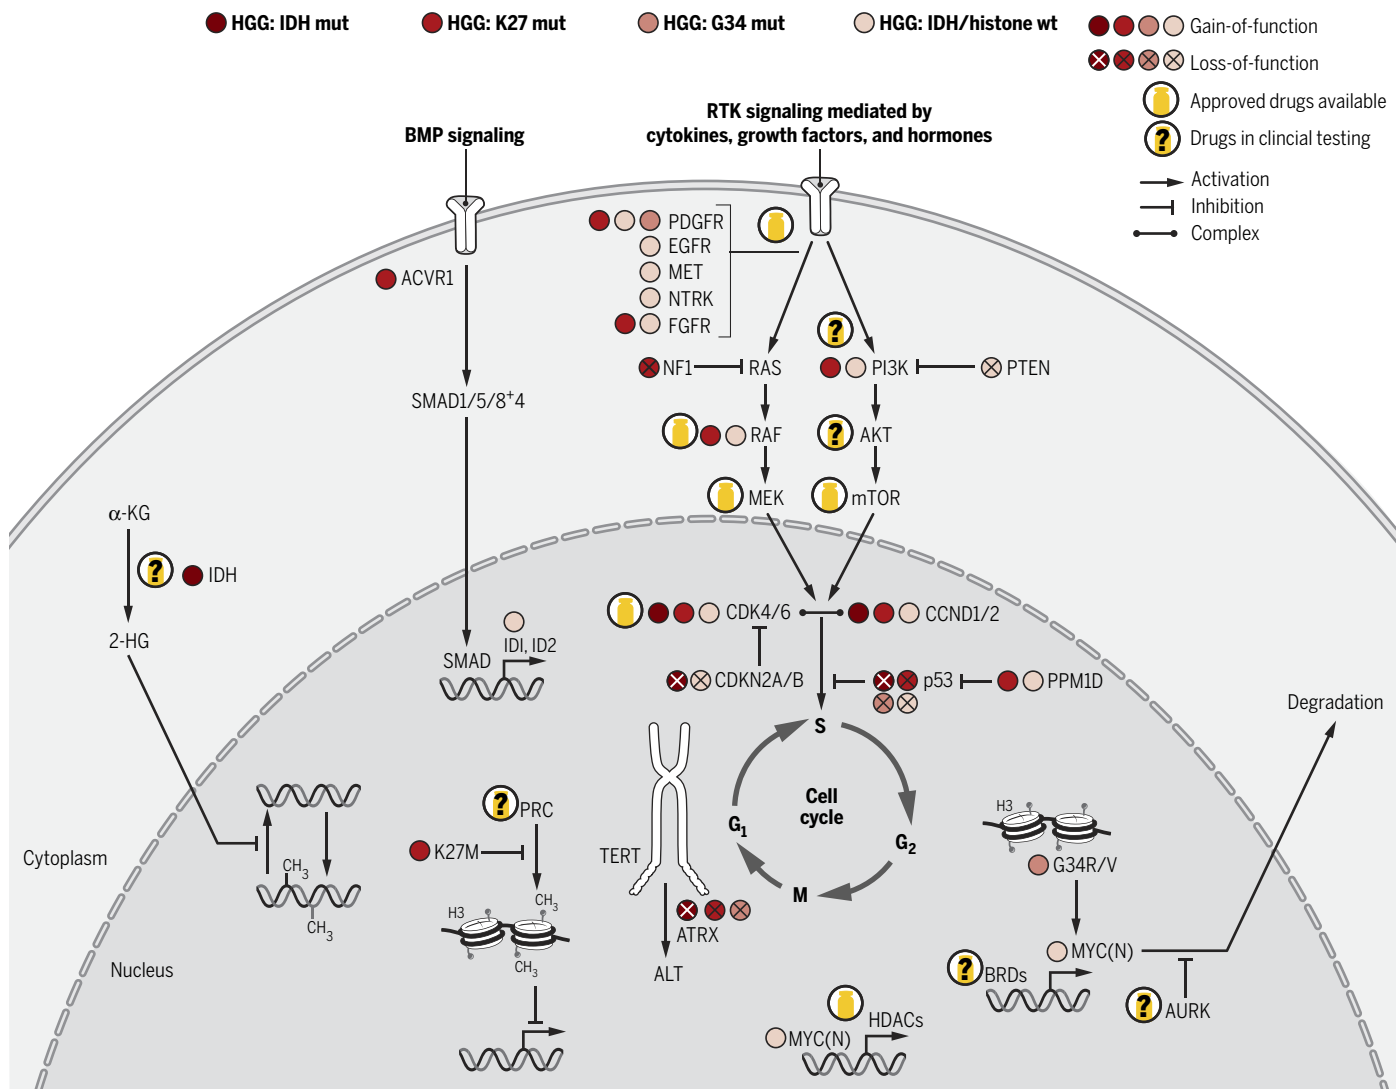 HGG: IDH mut
HGG: K27 mut
HGG: G34 mut
HGG: IDH/histone wt
Gain-of-function
Loss-of-function
Approved drugs available
? Drugs in clincial testing
Activation
Inhibition
Complex
BMP signaling
RTK signaling mediated by
cytokines, growth factors, and hormones
PDGFR
EGFR
MET
NTRK
FGFR
ACVR1
?
NF1
RAS
PI3K
PTEN
SMAD1/5/8+4
RAF
? AKT
MEK
mTOR
α-KG
? IDH
2-HG
CDK4/6
CCND1/2
IDI, ID2
SMAD
CDKN2A/B
p53
PPM1D
Degradation
S
Cell
cycle
G1
G2
M
? PRC
K27M
CH3
H3
CH3
TERT
ATRX
ALT
CH3
CH3
H3
G34R/V
MYC(N)
? BRDs
? AURK
HDACs
MYC(N)
Cytoplasm
Nucleus